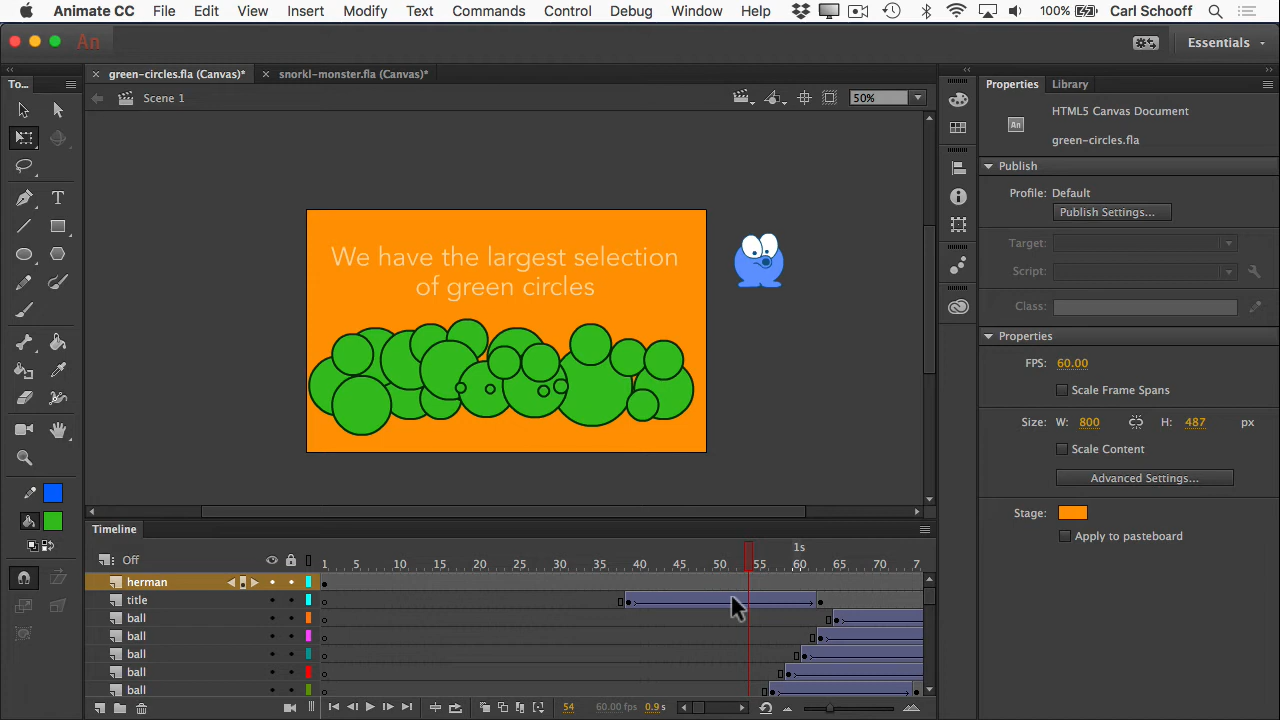 Animate CC File Edit View Insert Modify Text Commands Control Debug Window Help 100% Carl Schooff
An Essentials
green-circles.fla (Canvas)* snorkl-monster.fla (Canvas)*
To... Properties Library
Scene 1 50%
HTML5 Canvas Document
An
green-circles.fla
Publish
Profile: Default
Publish Settings...
Target:
Script:
Class:
We have the largest selection
of green circles
Properties
FPS: 60.00
Scale Frame Spans
Size: W: 800 H: 487 px
Scale Content
Advanced Settings...
Stage:
Apply to pasteboard
Timeline
1s
Off 1 5 10 15 20 25 30 35 40 45 50 55 60 65 70 7
herman
title
ball
ball
ball
ball
ball
54 60.00 fps 0.9 s